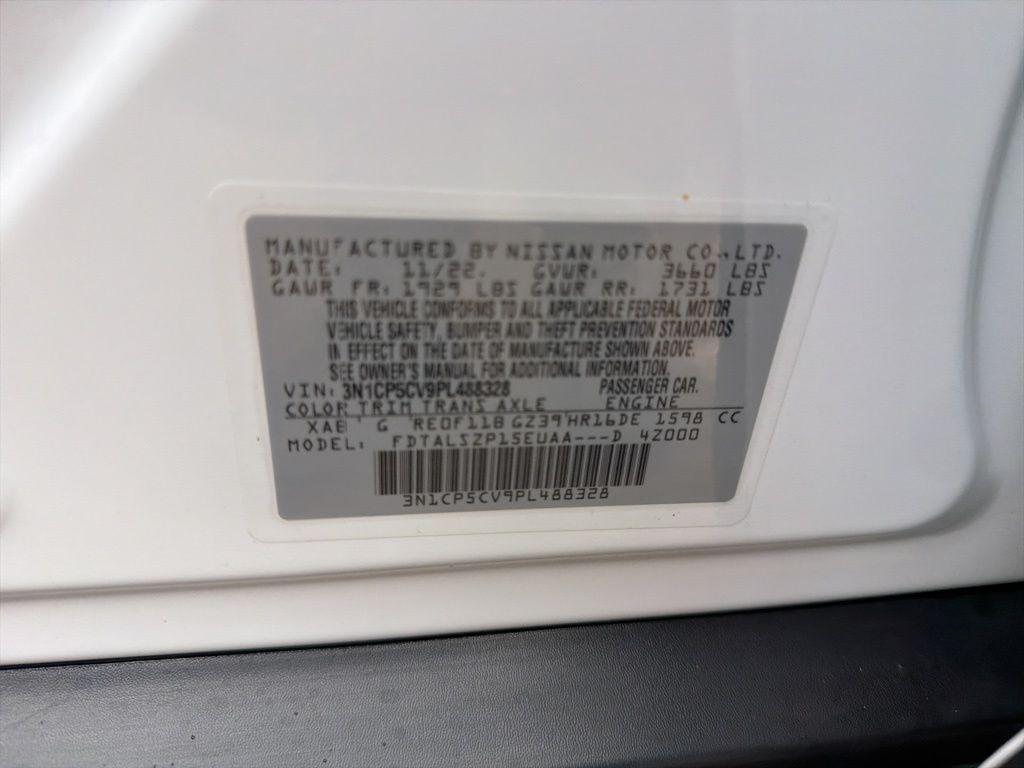 MANUFACTURED BY NISSAN MOTOR CO.,LTD.
DATE: 11/22. GVWR: 3660 LBS
GAWR FR: 1929 LBS GAWR RR: 1731 LBS
THIS VEHICLE CONFORMS TO ALL APPLICABLE FEDERAL MOTOR
VEHICLE SAFETY, BUMPER AND THEFT PREVENTION STANDARDS
IN EFFECT ON THE DATE OF MANUFACTURE SHOWN ABOVE.
SEE OWNER'S MANUAL FOR ADDITIONAL INFORMATION.
VIN: 3N1CP5CV9PL488328 PASSENGER CAR.
COLOR TRIM TRANS AXLE ENGINE
G RE0F11B GZ39 HR16DE 1598 CC
MODEL: FDTALSZP15EUAA---D 4Z000
3N1CP5CV9PL488328